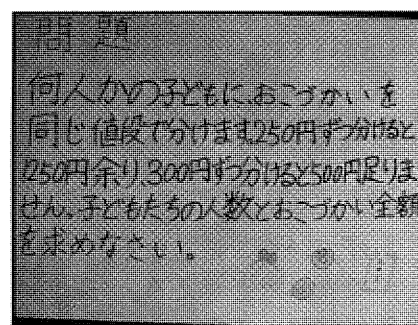 問題
何人かの子どもに、おこづかいを
同じ値段で分けます。250円ずつ分けると
250円余り、300円ずつ分けると500円足りま
せん。子どもたちの人数とおこづかい全額
を求めなさい。